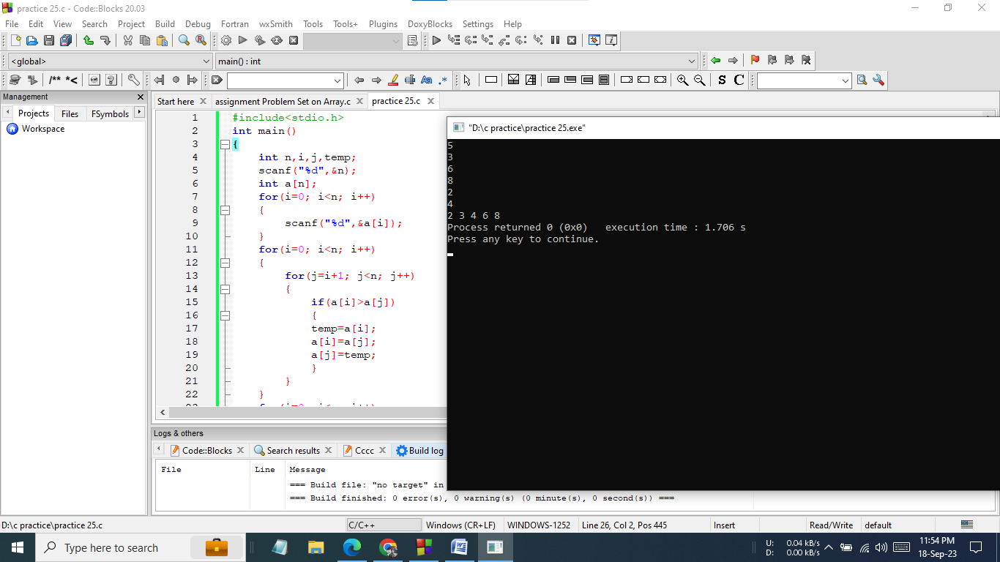 practice 25.c - Code::Blocks 20.03
File Edit View Search Project Build Debug Fortran wxSmith Tools Tools+ Plugins DoxyBlocks Settings Help
<global> main() : int
/** *< Aa .* S C
Management
Projects Files FSymbols
Workspace
Start here assignment Problem Set on Array.c practice 25.c
1 #include<stdio.h>
2 int main()
3 {
4 int n,i,j,temp;
5 scanf("%d",&n);
6 int a[n];
7 for(i=0; i<n; i++)
8 {
9 scanf("%d",&a[i]);
10 }
11 for(i=0; i<n; i++)
12 {
13 for(j=i+1; j<n; j++)
14 {
15 if(a[i]>a[j])
16 {
17 temp=a[i];
18 a[i]=a[j];
19 a[j]=temp;
20 }
21 }
22 }
"D:\c practice\practice 25.exe"
5
3
6
8
2
4
2 3 4 6 8
Process returned 0 (0x0) execution time : 1.706 s
Press any key to continue.
Logs & others
Code::Blocks Search results Cccc Build log
File Line Message
=== Build file: "no target" in
=== Build finished: 0 error(s), 0 warning(s) (0 minute(s), 0 second(s)) ===
D:\c practice\practice 25.c C/C++ Windows (CR+LF) WINDOWS-1252 Line 26, Col 2, Pos 445 Insert Read/Write default
Type here to search
U: 0.04 kB/s
D: 0.00 kB/s
11:54 PM
18-Sep-23